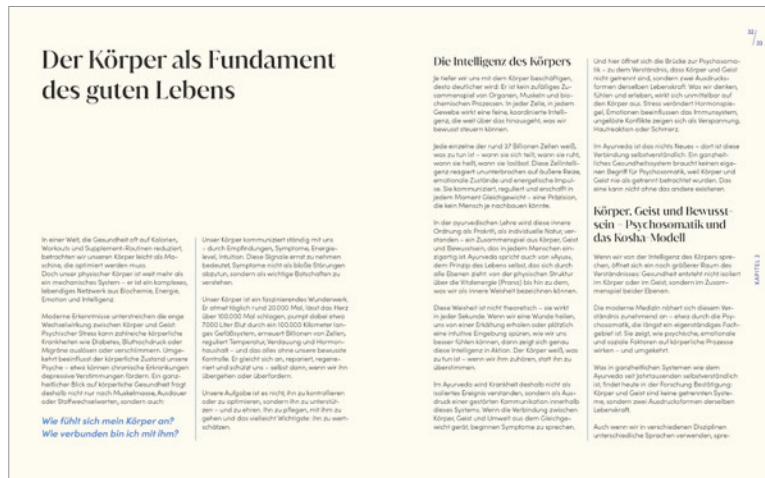 Der Körper als Fundament
des guten Lebens
In einer Welt, die Gesundheit oft auf Kalorien,
Workouts und Supplement-Routinen reduziert,
betrachten wir unseren Körper leicht als Ma-
schine, die optimiert werden muss.
Doch unser physischer Körper ist weit mehr als
ein mechanisches System – er ist ein komplexes,
lebendiges Netzwerk aus Biochemie, Energie,
Emotion und Intelligenz.
Moderne Erkenntnisse unterstreichen die enge
Wechselwirkung zwischen Körper und Geist:
Psychischer Stress kann zahlreiche körperliche
Krankheiten wie Diabetes, Bluthochdruck oder
Migräne auslösen oder verschlimmern. Umge-
kehrt beeinflusst der körperliche Zustand unsere
Psyche – etwa können chronische Erkrankungen
depressive Verstimmungen fördern. Ein ganz-
heitlicher Blick auf körperliche Gesundheit fragt
deshalb nicht nur nach Muskelmasse, Ausdauer
oder Stoffwechselwerten, sondern auch:
Wie fühlt sich mein Körper an?
Wie verbunden bin ich mit ihm?
Unser Körper kommuniziert ständig mit uns
– durch Empfindungen, Symptome, Energie-
level, Intuition. Diese Signale ernst zu nehmen
bedeutet, Symptome nicht als bloße Störungen
abzutun, sondern als wichtige Botschaften zu
verstehen.
Unser Körper ist ein faszinierendes Wunderwerk.
Er atmet täglich rund 20.000 Mal, lässt das Herz
über 100.000 Mal schlagen, pumpt dabei etwa
7.000 Liter Blut durch ein 100.000 Kilometer lan-
ges Gefäßsystem, erneuert Billionen von Zellen,
reguliert Temperatur, Verdauung und Hormon-
haushalt – und das alles ohne unsere bewusste
Kontrolle. Er gleicht sich an, repariert, regene-
riert und schützt uns – selbst dann, wenn wir ihn
übergehen oder überfordern.
Unsere Aufgabe ist es nicht, ihn zu kontrollieren
oder zu optimieren, sondern ihn zu unterstüt-
zen – und zu ehren. Ihn zu pflegen, mit ihm zu
gehen und das vielleicht Wichtigste: ihn zu wert-
schätzen.
Die Intelligenz des Körpers
Je tiefer wir uns mit dem Körper beschäftigen,
desto deutlicher wird: Er ist kein zufälliges Zu-
sammenspiel von Organen, Muskeln und bio-
chemischen Prozessen. In jeder Zelle, in jedem
Gewebe wirkt eine feine, koordinierte Intelli-
genz, die weit über das hinausgeht, was wir
bewusst steuern können.
Jede einzelne der rund 37 Billionen Zellen weiß,
was zu tun ist – wann sie sich teilt, wann sie ruht,
wann sie heilt, wann sie loslässt. Diese Zellintelli-
genz reagiert ununterbrochen auf äußere Reize,
emotionale Zustände und energetische Impul-
se. Sie kommuniziert, reguliert und erschafft in
jedem Moment Gleichgewicht – eine Präzision,
die kein Mensch je nachbauen könnte.
In der ayurvedischen Lehre wird diese innere
Ordnung als Prakriti, als individuelle Natur, ver-
standen – ein Zusammenspiel aus Körper, Geist
und Bewusstsein, das in jedem Menschen ein-
zigartig ist. Ayurveda spricht auch von »Ayus«,
dem Prinzip des Lebens selbst, das sich durch
alle Ebenen zieht: von der physischen Struktur
über die Vitalenergie (Prana) bis hin zu dem,
was wir als innere Weisheit bezeichnen können.
Diese Weisheit ist nicht theoretisch – sie wirkt
in jeder Sekunde. Wenn wir eine Wunde heilen,
uns von einer Erkältung erholen oder plötzlich
eine intuitive Eingebung spüren, wie wir uns
besser fühlen können, dann zeigt sich genau
diese Intelligenz in Aktion. Der Körper weiß, was
zu tun ist – wenn wir ihm zuhören, statt ihn zu
überstimmen.
Im Ayurveda wird Krankheit deshalb nicht als
isoliertes Ereignis verstanden, sondern als Aus-
druck einer gestörten Kommunikation innerhalb
dieses Systems. Wenn die Verbindung zwischen
Körper, Geist und Umwelt aus dem Gleichge-
wicht gerät, beginnen Symptome zu sprechen.
Und hier öffnet sich die Brücke zur Psychosoma-
tik – zu dem Verständnis, dass Körper und Geist
nicht getrennt sind, sondern zwei Ausdrucks-
formen derselben Lebenskraft. Was wir denken,
fühlen und erleben, wirkt sich unmittelbar auf
den Körper aus. Stress verändert Hormonspie-
gel, Emotionen beeinflussen das Immunsystem,
ungelöste Konflikte zeigen sich als Verspannung,
Hautreaktion oder Schmerz.
Im Ayurveda ist das nichts Neues – dort ist diese
Verbindung selbstverständlich. Ein ganzheit-
liches Gesundheitssystem braucht keinen eige-
nen Begriff für Psychosomatik, weil Körper und
Geist nie als getrennt betrachtet wurden. Das
eine kann nicht ohne das andere existieren.
Körper, Geist und Bewusst-
sein – Psychosomatik und
das Kosha-Modell
Wenn wir von der Intelligenz des Körpers spre-
chen, öffnet sich ein noch größerer Raum des
Verständnisses: Gesundheit entsteht nicht isoliert
im Körper oder im Geist, sondern im Zusam-
menspiel beider Ebenen.
Die moderne Medizin nähert sich diesem Ver-
ständnis zunehmend an – etwa durch die Psy-
chosomatik, die längst ein eigenständiges Fach-
gebiet ist. Sie zeigt, wie psychische, emotionale
und soziale Faktoren auf körperliche Prozesse
wirken – und umgekehrt.
Was in ganzheitlichen Systemen wie dem
Ayurveda seit Jahrtausenden selbstverständlich
ist, findet heute in der Forschung Bestätigung:
Körper und Geist sind keine getrennten Syste-
me, sondern zwei Ausdrucksformen derselben
Lebenskraft.
Auch wenn wir in verschiedenen Disziplinen
unterschiedliche Sprachen verwenden, spre-
32/
33
KAPITEL 2